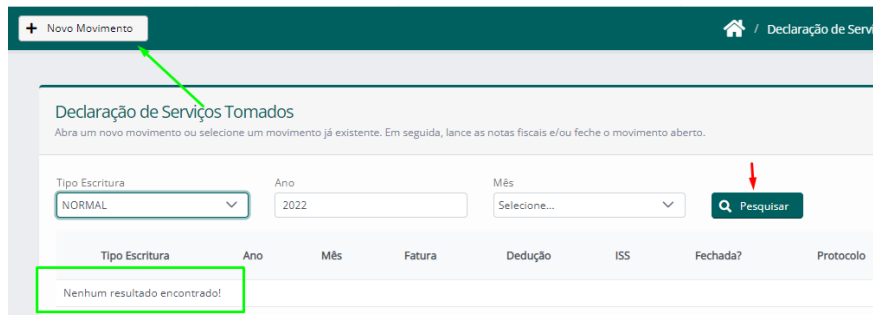 Novo Movimento
/ Declaração de Servi
Declaração de Serviços Tomados
Abra um novo movimento ou selecione um movimento já existente. Em seguida, lance as notas fiscais e/ou feche o movimento aberto.
Tipo Escritura Ano Mês
NORMAL 2022 Selecione... Pesquisar
Tipo Escritura Ano Mês Fatura Dedução ISS Fechada? Protocolo
Nenhum resultado encontrado!